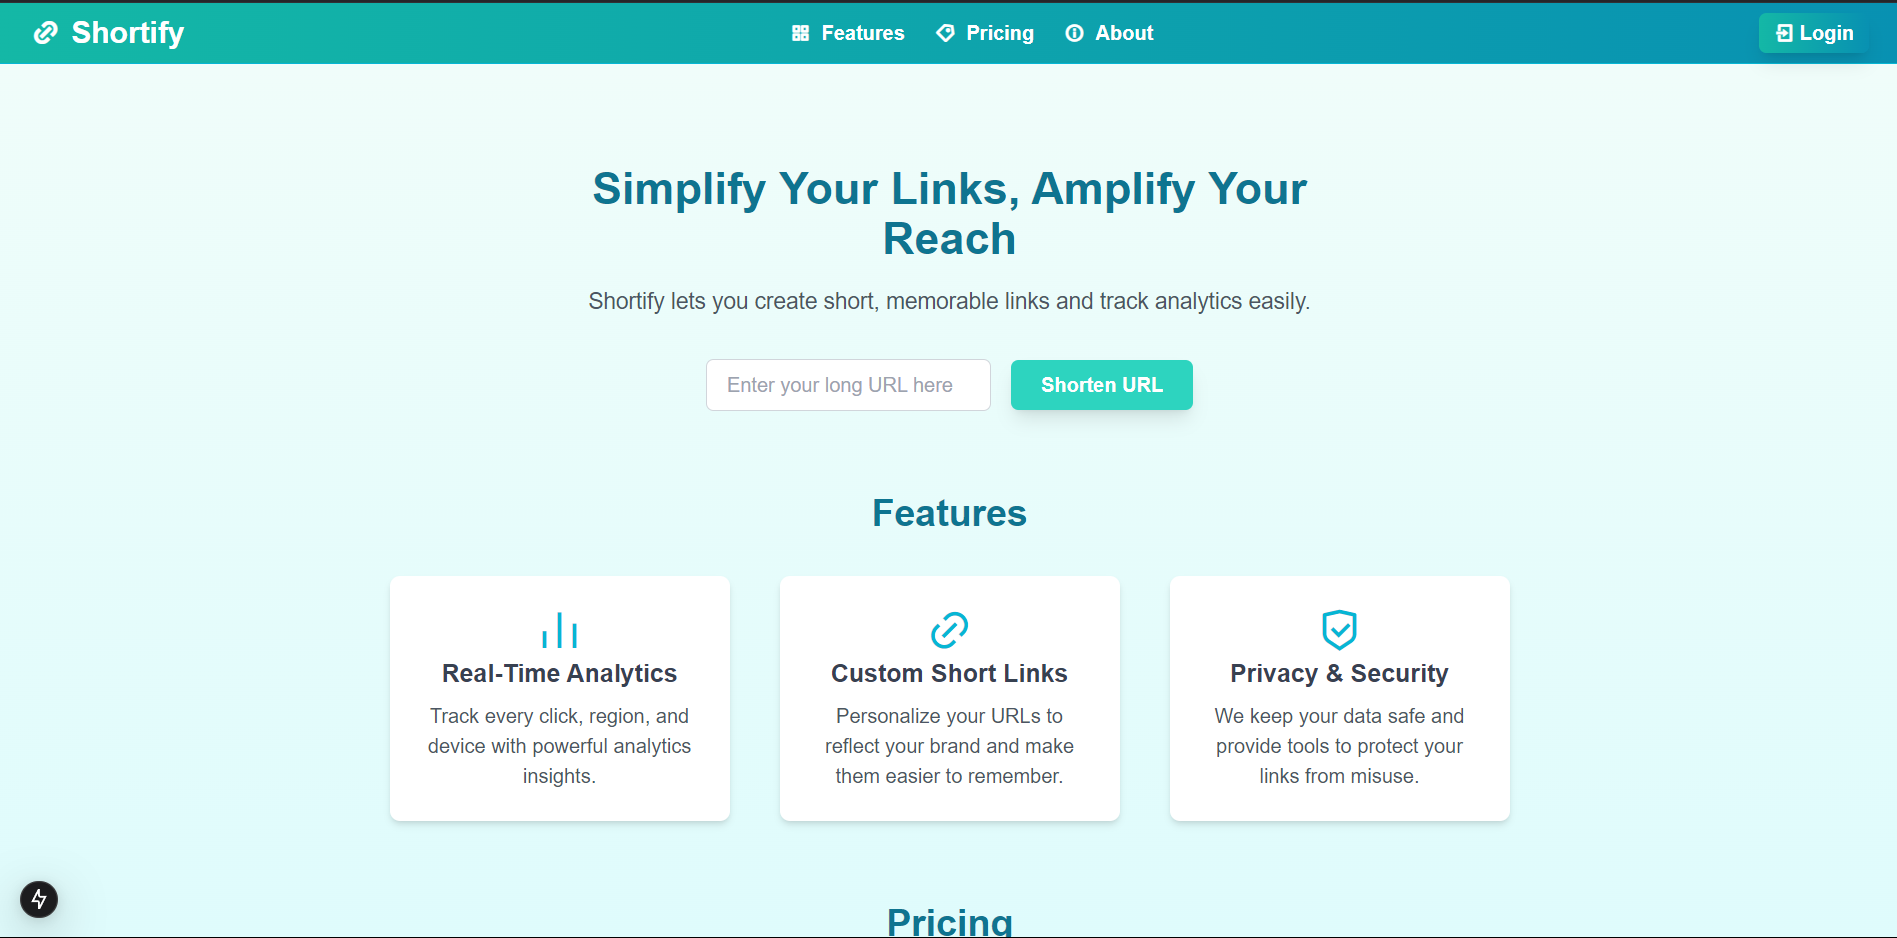 Shortify
Features
Pricing
About
Login
Simplify Your Links, Amplify Your
Reach
Shortify lets you create short, memorable links and track analytics easily.
Enter your long URL here
Shorten URL
Features
Real-Time Analytics
Track every click, region, and
device with powerful analytics
insights.
Custom Short Links
Personalize your URLs to
reflect your brand and make
them easier to remember.
Privacy & Security
We keep your data safe and
provide tools to protect your
links from misuse.
Pricing